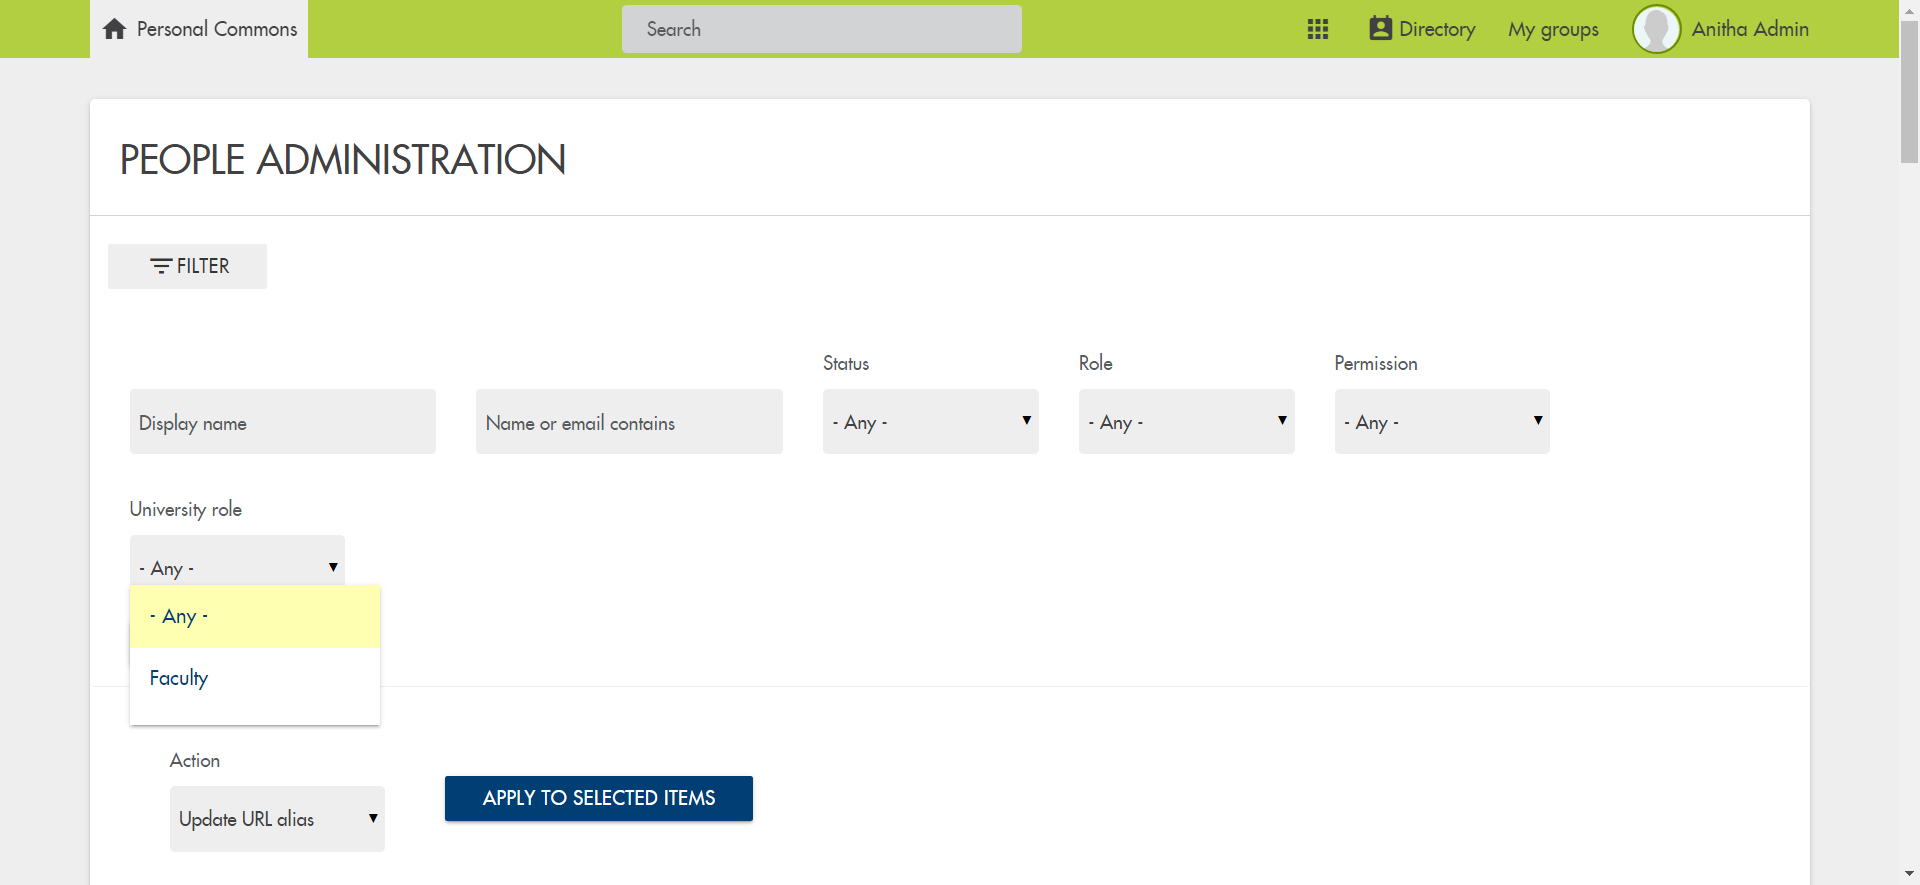 Personal Commons
Search
Directory
My groups
Anitha Admin
PEOPLE ADMINISTRATION
FILTER
Status
Role
Permission
Display name
Name or email contains
- Any -
- Any -
- Any -
University role
- Any -
- Any -
Faculty
Action
Update URL alias
APPLY TO SELECTED ITEMS